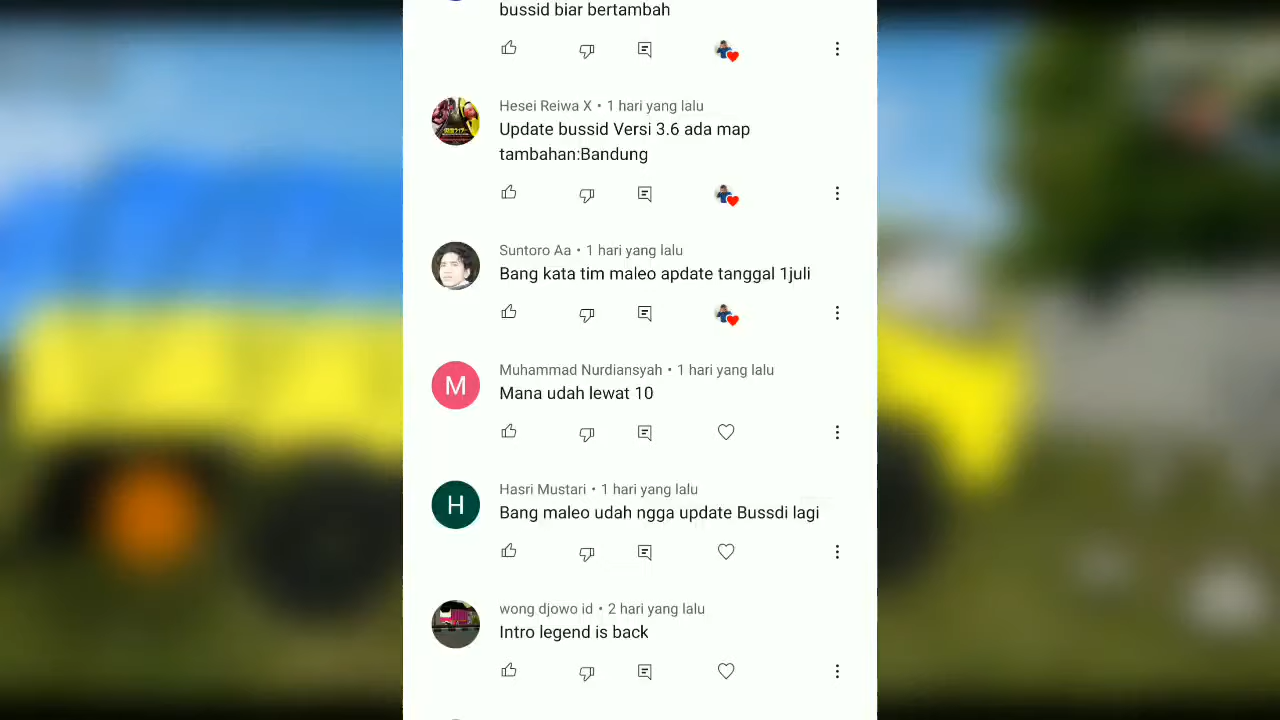 bussid biar bertambah
Hesei Reiwa X • 1 hari yang lalu
Update bussid Versi 3.6 ada map
tambahan:Bandung
Suntoro Aa • 1 hari yang lalu
Bang kata tim maleo apdate tanggal 1juli
M
Muhammad Nurdiansyah • 1 hari yang lalu
Mana udah lewat 10
H
Hasri Mustari • 1 hari yang lalu
Bang maleo udah ngga update Bussdi lagi
wong djowo id • 2 hari yang lalu
Intro legend is back